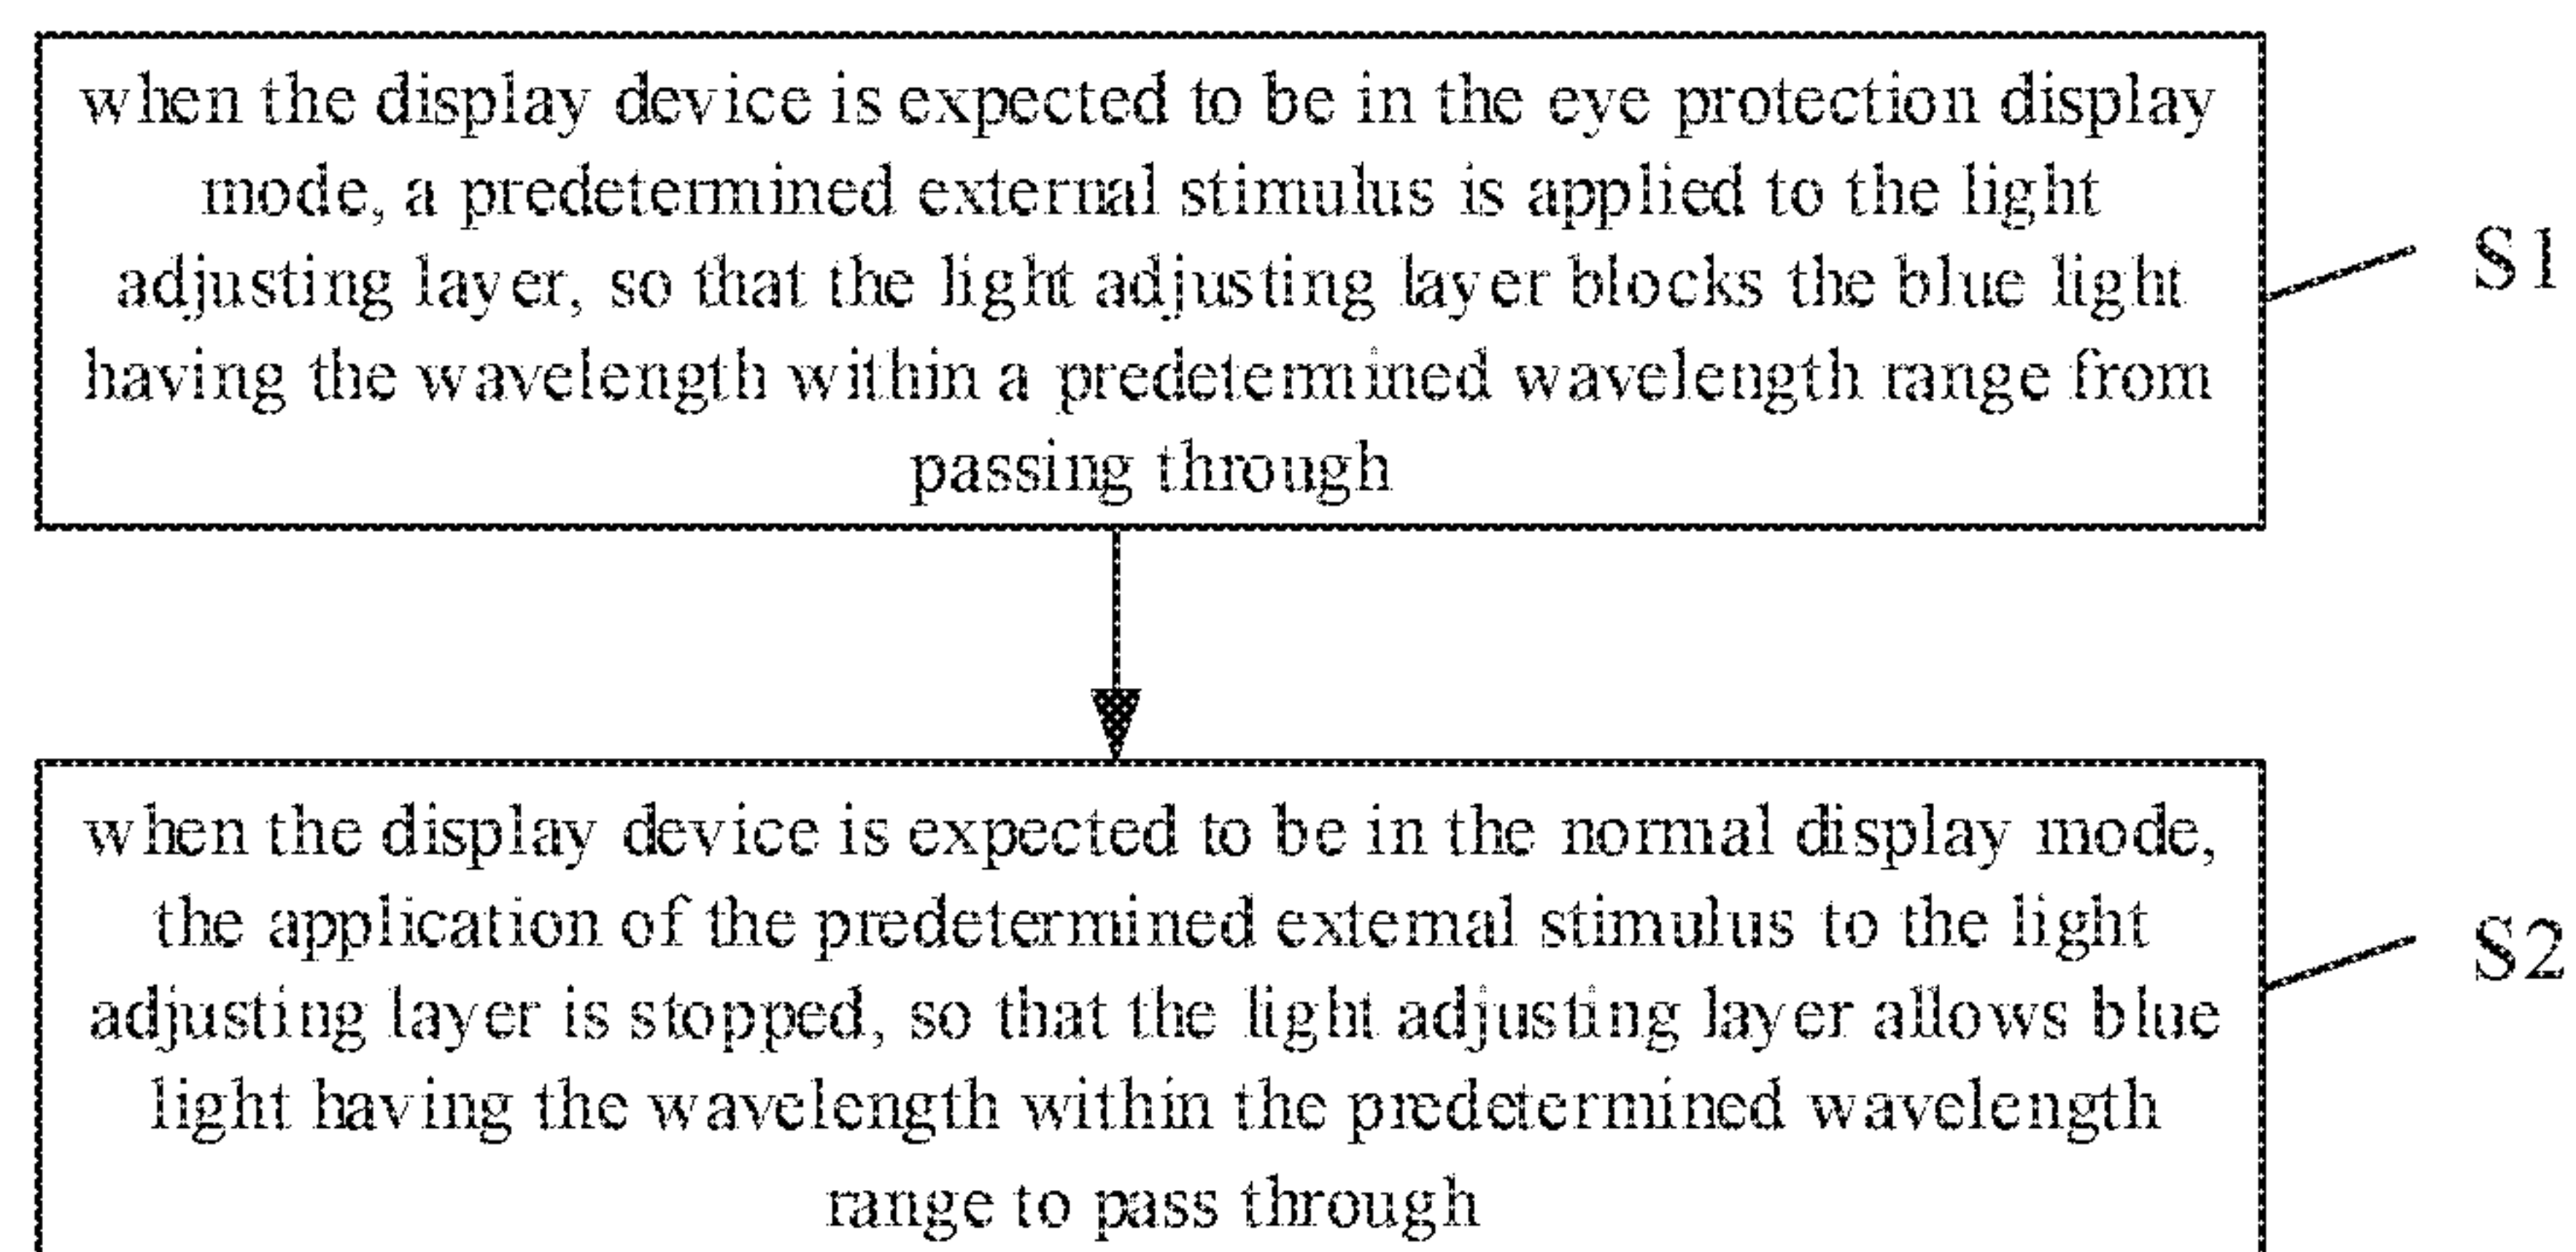 when the display device is expected to be in the eye protection display
mode, a predetermined external stimulus is applied to the light
adjusting layer, so that the light adjusting layer blocks the blue light
having the wavelength within a predetermined wavelength range from
passing through
S1
when the display device is expected to be in the normal display mode,
the application of the predetermined external stimulus to the light
adjusting layer is stopped, so that the light adjusting layer allows blue
light having the wavelength within the predetermined wavelength
range to pass through
S2